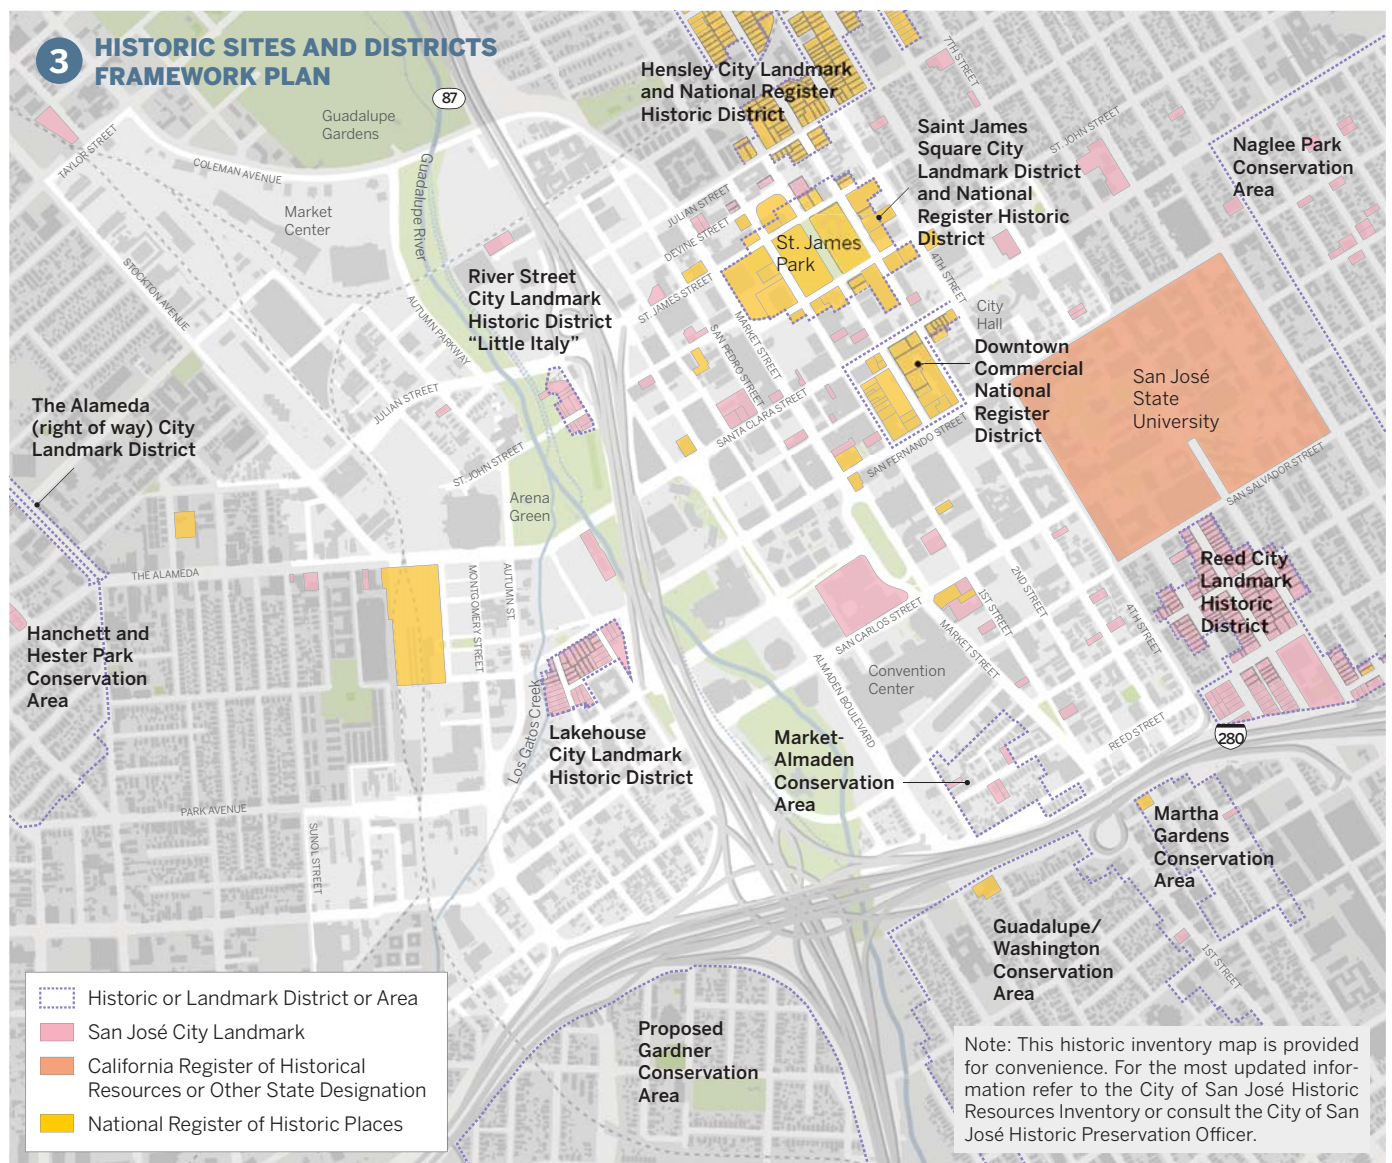 3
HISTORIC SITES AND DISTRICTS
FRAMEWORK PLAN
87
Guadalupe
Gardens
TAYLOR STREET
COLEMAN AVENUE
Guadalupe River
Market
Center
STOCKTON AVENUE
AUTUMN PARKWAY
Hensley City Landmark
and National Register
Historic District
7TH STREET
Saint James
Square City
Landmark District
and National
Register Historic
District
ST. JOHN STREET
Naglee Park
Conservation
Area
JULIAN STREET
DEVINE STREET
ST. JAMES STREET
St. James
Park
4TH STREET
River Street
City Landmark
Historic District
“Little Italy”
MARKET STREET
SAN PEDRO STREET
City
Hall
Downtown
Commercial
National
Register
District
San José
State
University
JULIAN STREET
SANTA CLARA STREET
SAN FERNANDO STREET
SAN SALVADOR STREET
The Alameda
(right of way) City
Landmark District
ST. JOHN STREET
Arena
Green
THE ALAMEDA
MONTGOMERY STREET
AUTUMN ST.
Reed City
Landmark
Historic
District
2ND STREET
1ST STREET
4TH STREET
SAN CARLOS STREET
MARKET STREET
Hanchett and
Hester Park
Conservation
Area
Convention
Center
ALMADEN BOULEVARD
Los Gatos Creek
Lakehouse
City Landmark
Historic District
Market-
Almaden
Conservation
Area
REED STREET
280
PARK AVENUE
SUNOL STREET
Martha
Gardens
Conservation
Area
Guadalupe/
Washington
Conservation
Area
1ST STREET
Proposed
Gardner
Conservation
Area
Historic or Landmark District or Area
San José City Landmark
California Register of Historical
Resources or Other State Designation
National Register of Historic Places
Note: This historic inventory map is provided
for convenience. For the most updated infor-
mation refer to the City of San José Historic
Resources Inventory or consult the City of San
José Historic Preservation Officer.